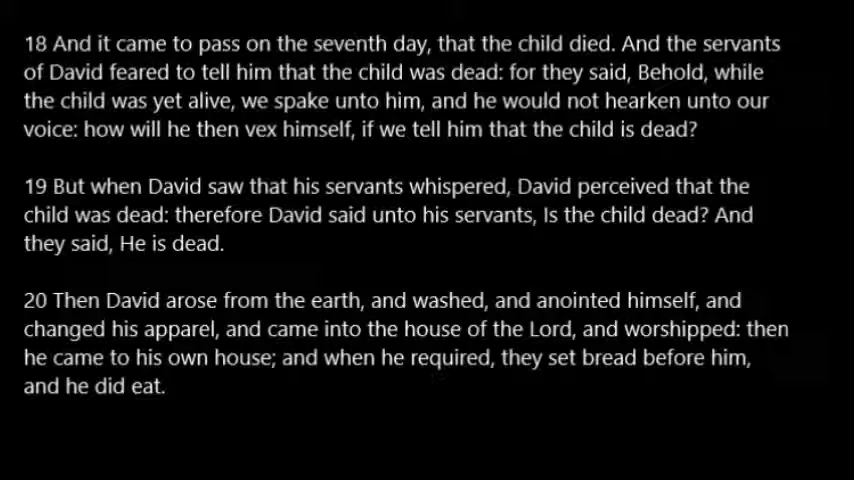 18 And it came to pass on the seventh day, that the child died. And the servants
of David feared to tell him that the child was dead: for they said, Behold, while
the child was yet alive, we spake unto him, and he would not hearken unto our
voice: how will he then vex himself, if we tell him that the child is dead?
19 But when David saw that his servants whispered, David perceived that the
child was dead: therefore David said unto his servants, Is the child dead? And
they said, He is dead.
20 Then David arose from the earth, and washed, and anointed himself, and
changed his apparel, and came into the house of the Lord, and worshipped: then
he came to his own house; and when he required, they set bread before him,
and he did eat.